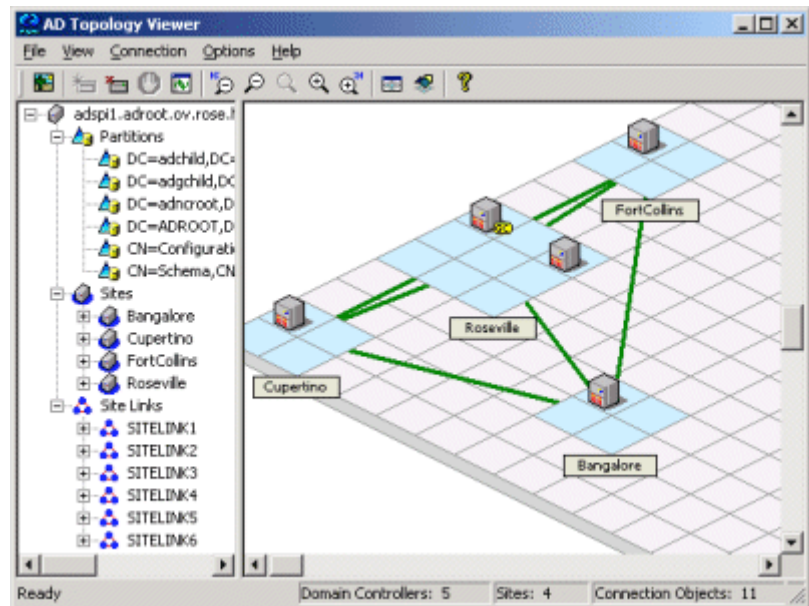 AD Topology Viewer
File View Connection Options Help
adspi1.adroot.ov.rose.h
Partitions
DC=adchild,DC=
DC=adgchild,DC
DC=adncroot,D
DC=ADROOT,D
CN=Configurati
CN=Schema,CN
Sites
Bangalore
Cupertino
FortCollins
Roseville
Site Links
SITELINK1
SITELINK2
SITELINK3
SITELINK4
SITELINK5
SITELINK6
FortCollins
Roseville
Cupertino
Bangalore
Ready
Domain Controllers: 5
Sites: 4
Connection Objects: 11